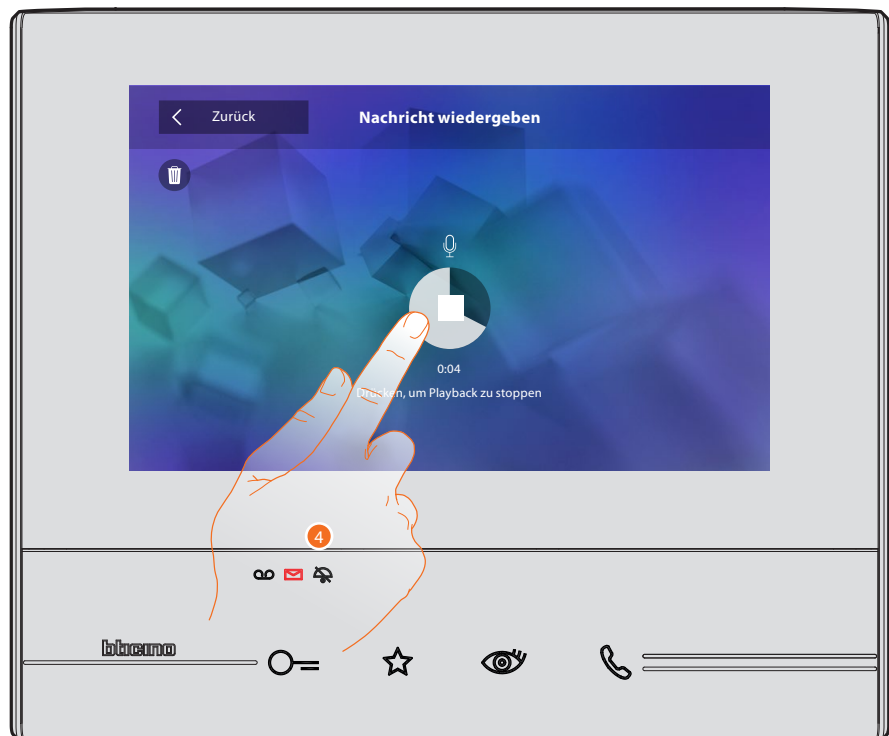 Zurück
Nachricht wiedergeben
0:04
Drücken, um Playback zu stoppen
4
bticino